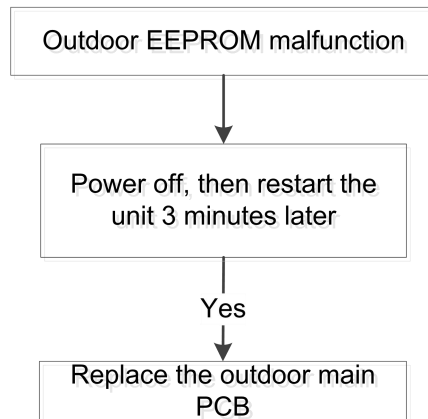 Outdoor EEPROM malfunction
Power off, then restart the
unit 3 minutes later
Yes
Replace the outdoor main
PCB